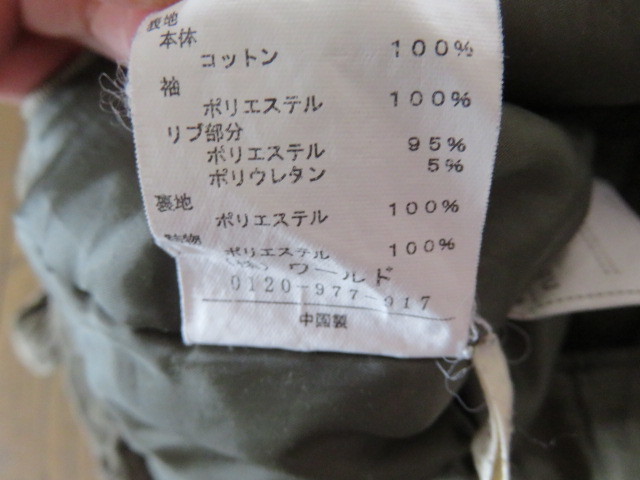 表地
本体
コットン 100%
袖
ポリエステル 100%
リブ部分
ポリエステル 95%
ポリウレタン 5%
裏地
ポリエステル 100%
詰物
ポリエステル 100%
(株) ワールド
0120-977-917
中国製